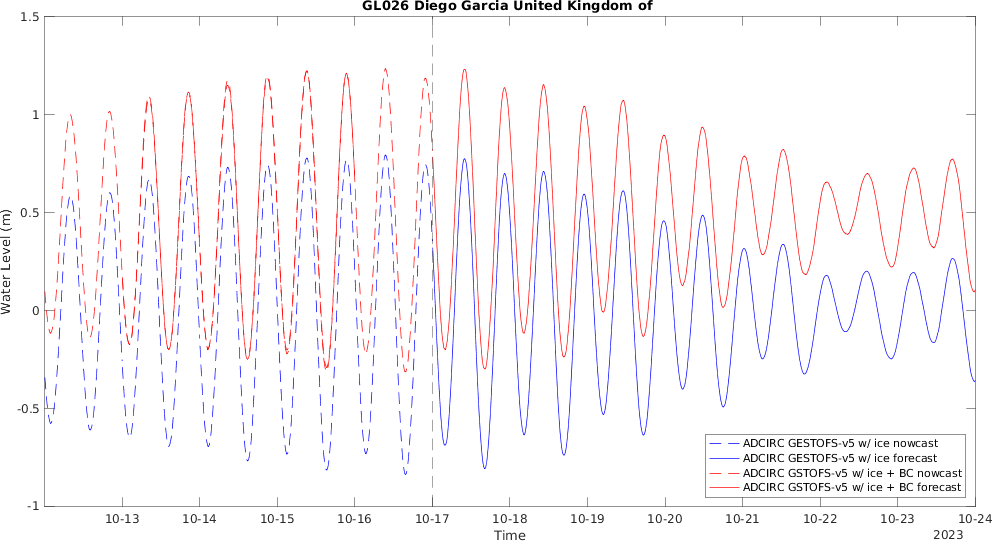 GL026 Diego Garcia United Kingdom of
1.5
1
0.5
0
-0.5
-1
Water Level (m)
10-13 10-14 10-15 10-16 10-17 10-18 10-19 10-20 10-21 10-22 10-23 10-24
Time
2023
ADCIRC GESTOFS-v5 w/ ice nowcast
ADCIRC GESTOFS-v5 w/ ice forecast
ADCIRC GSTOFS-v5 w/ ice + BC nowcast
ADCIRC GSTOFS-v5 w/ ice + BC forecast